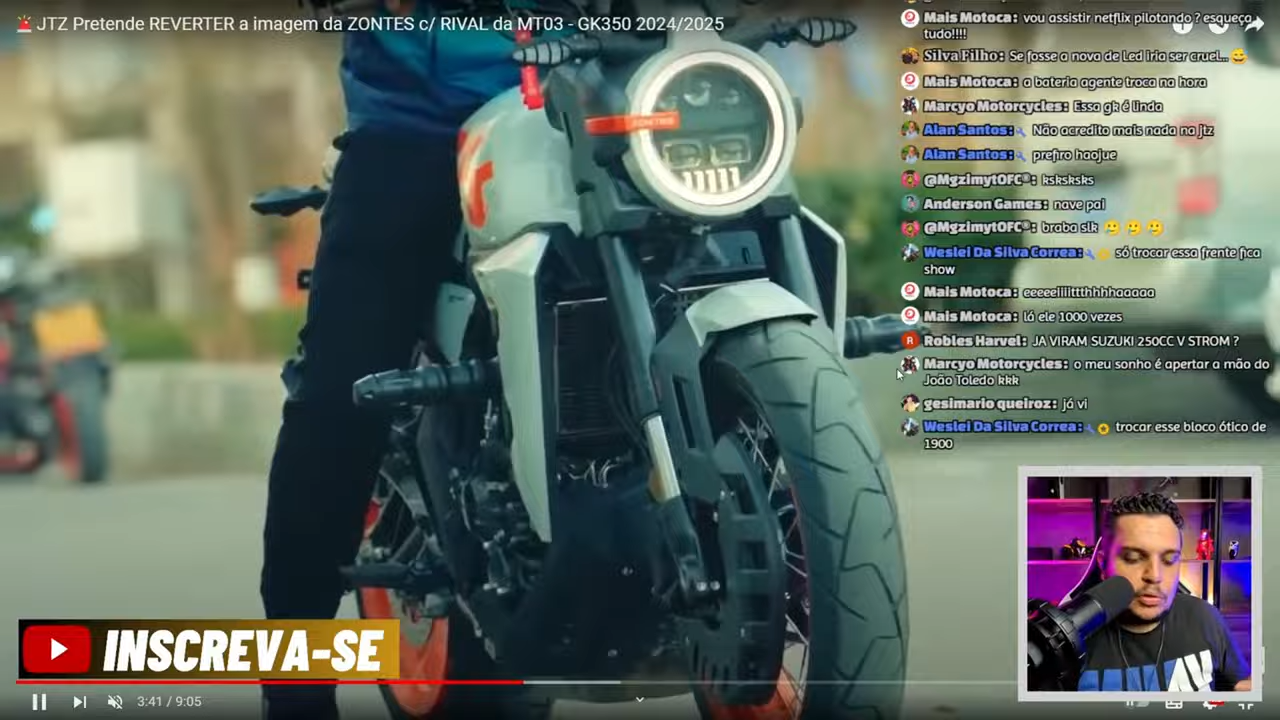 🚨 JTZ Pretende REVERTER a imagem da ZONTES c/ RIVAL da MT03 - GK350 2024/2025
Mais Motoca: vou assistir netflix pilotando ? esqueça
tudo!!!!
Silva Filho: Se fosse a nova de Led iria ser cruel... 😅
Mais Motoca: a bateria agente troca na hora
Marcyo Motorcycles: Essa gk é linda
Alan Santos: Não acredito mais nada na jtz
Alan Santos: prefiro haojue
@MgzimytOFC®: ksksksks
Anderson Games: nave pai
@MgzimytOFC®: braba slk 🥲 🥲 🥲
Weslei Da Silva Correa: só trocar essa frente fica
show
Mais Motoca: eeeeeiiiittthhhhaaaaa
Mais Motoca: lá ele 1000 vezes
Robles Harvel: JA VIRAM SUZUKI 250CC V STROM ?
Marcyo Motorcycles: o meu sonho é apertar a mão do
João Toledo kkk
gesimario queiroz: já vi
Weslei Da Silva Correa: trocar esse bloco ótico de
1900
ZONTES
INSCREVA-SE
3:41 / 9:05